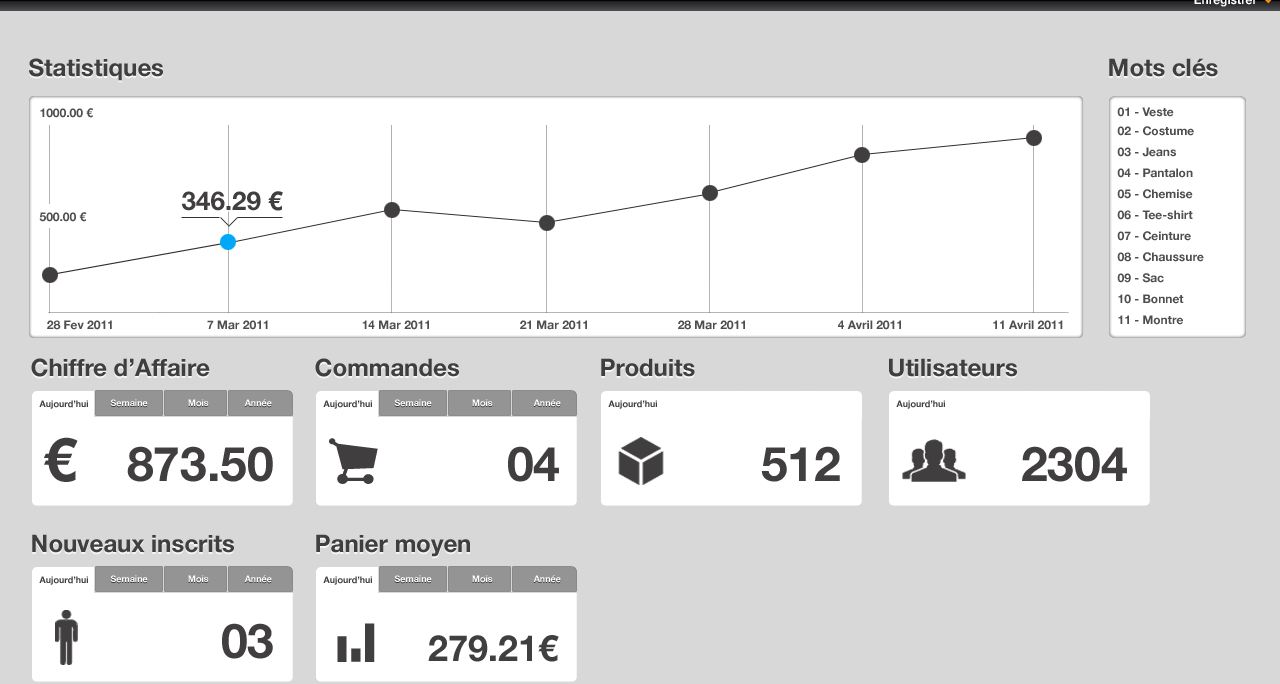 Enregistrer
Statistiques
Mots clés
1000.00 €
346.29 €
500.00 €
28 Fev 2011
7 Mar 2011
14 Mar 2011
21 Mar 2011
28 Mar 2011
4 Avril 2011
11 Avril 2011
01 - Veste
02 - Costume
03 - Jeans
04 - Pantalon
05 - Chemise
06 - Tee-shirt
07 - Ceinture
08 - Chaussure
09 - Sac
10 - Bonnet
11 - Montre
Chiffre d’Affaire
Aujourd'hui Semaine Mois Année
€ 873.50
Commandes
Aujourd'hui Semaine Mois Année
04
Produits
Aujourd'hui
512
Utilisateurs
Aujourd'hui
2304
Nouveaux inscrits
Aujourd'hui Semaine Mois Année
03
Panier moyen
Aujourd'hui Semaine Mois Année
279.21€